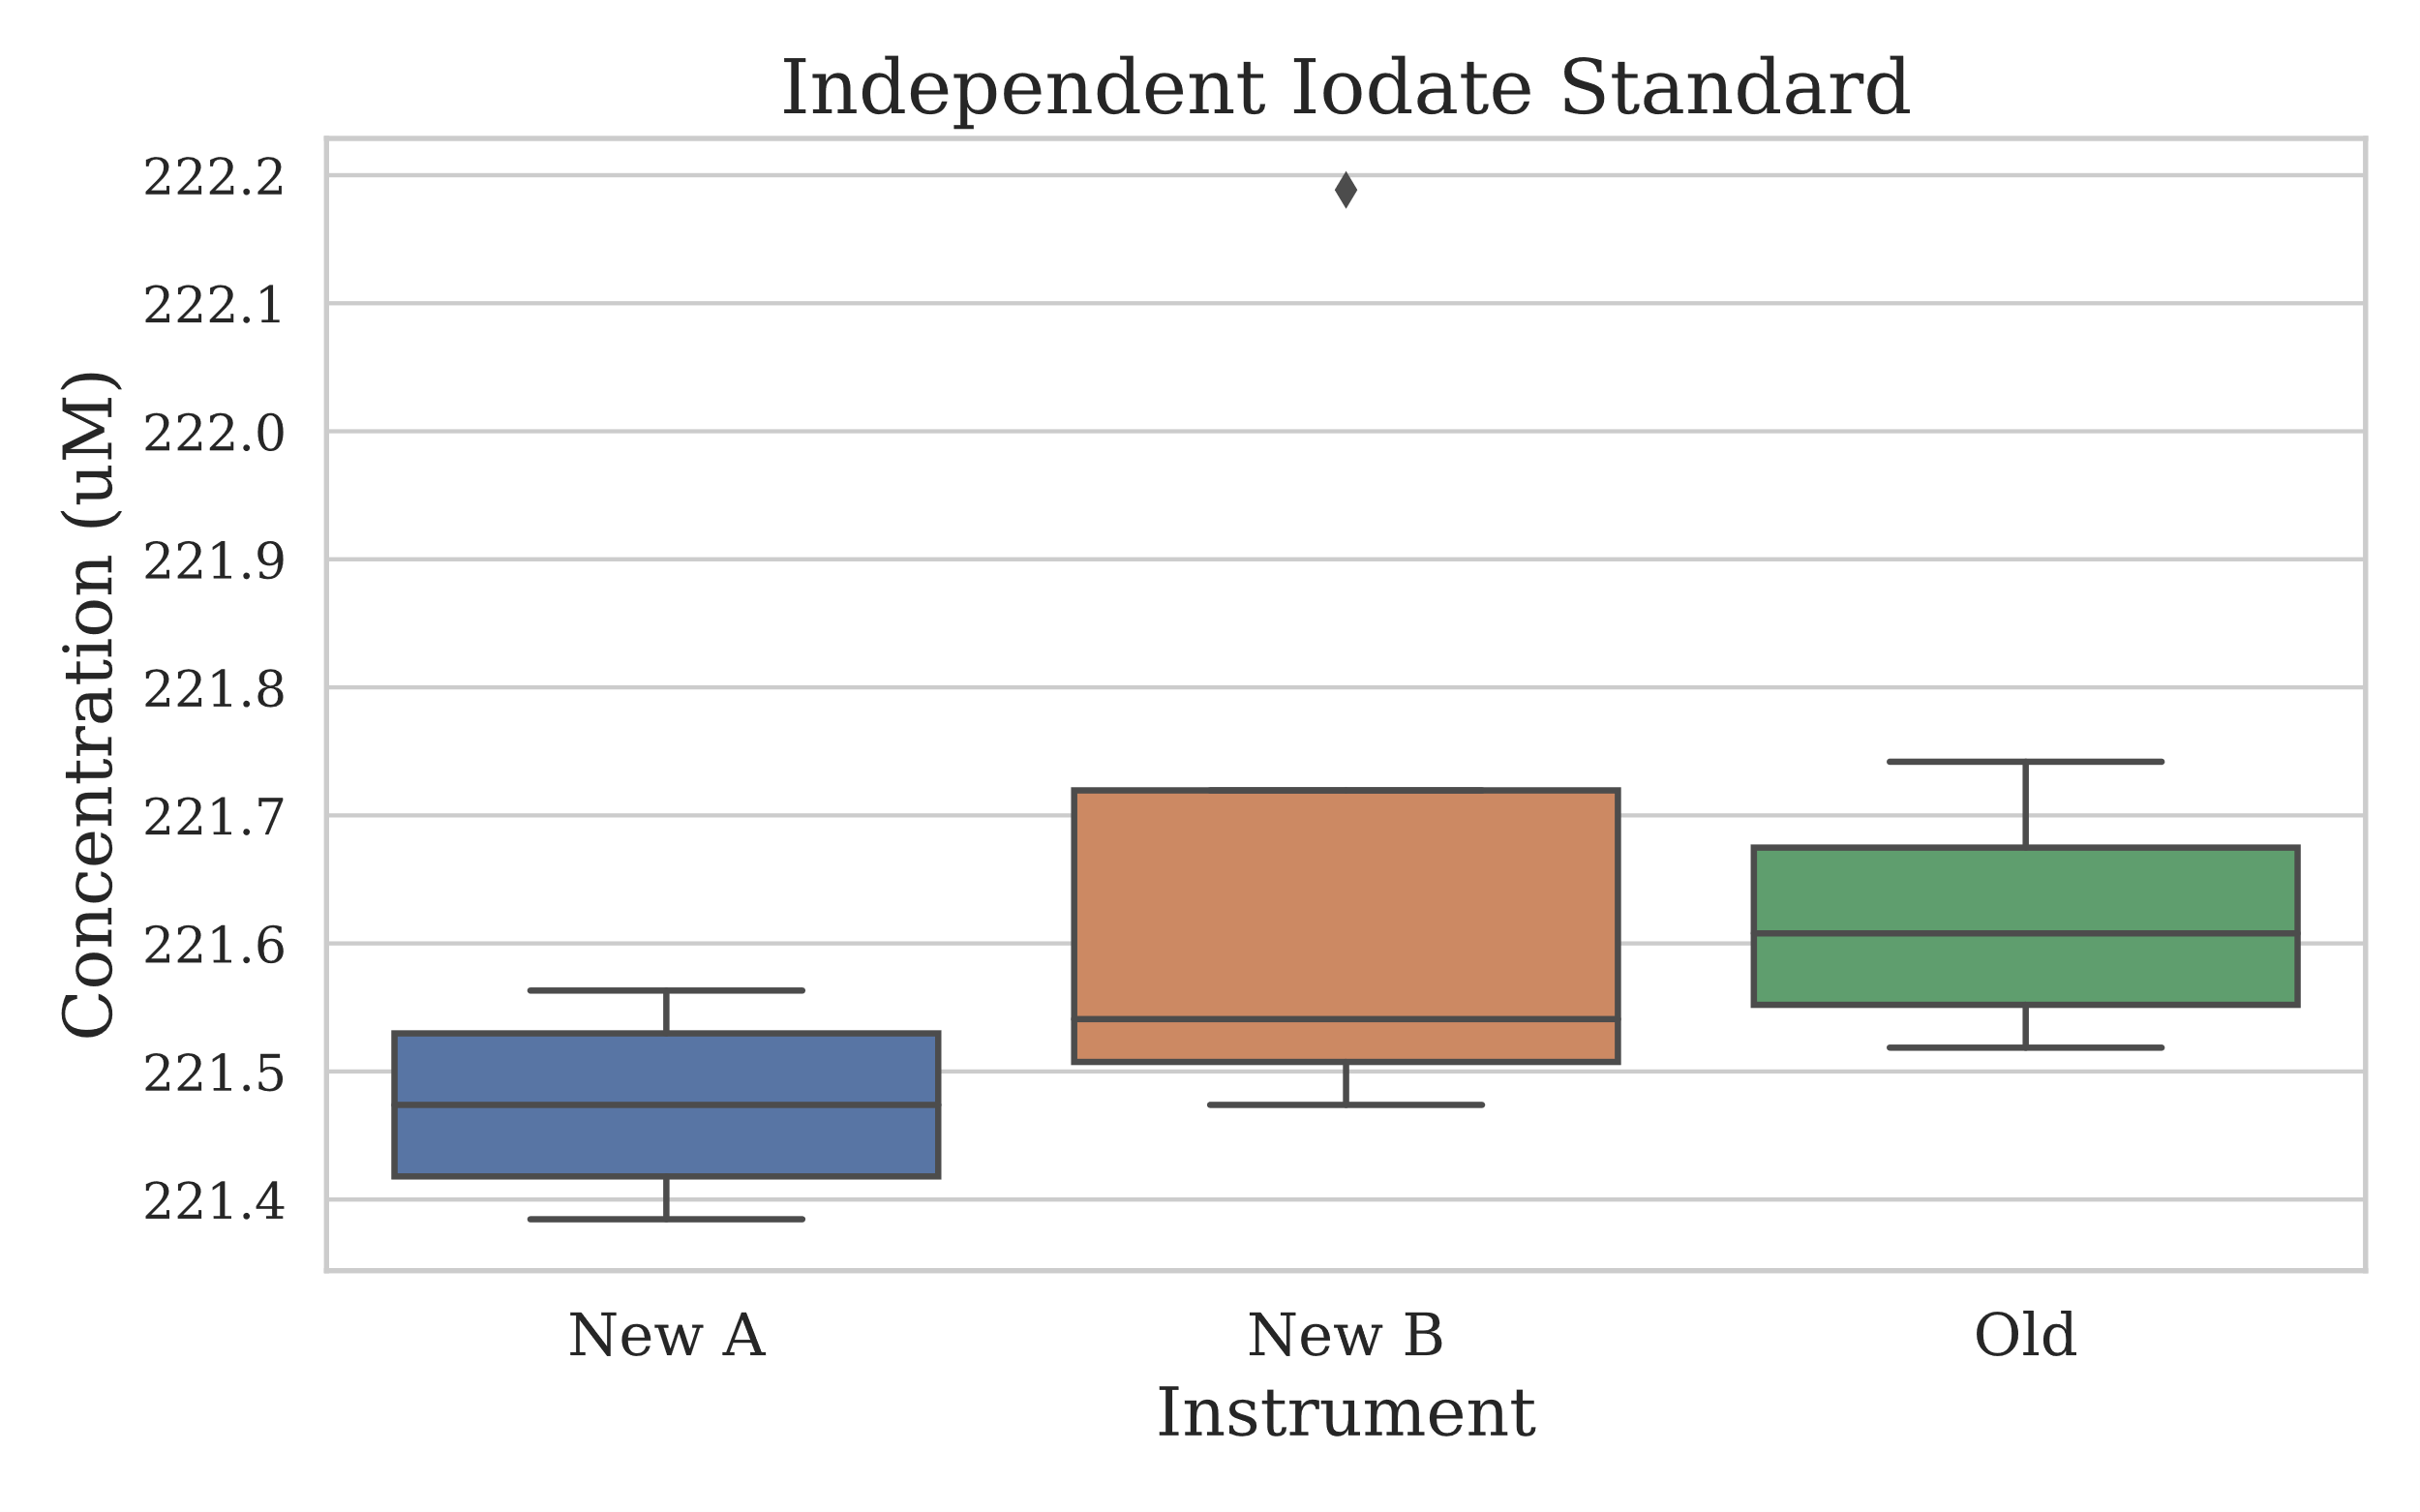 Independent Iodate Standard
222.2
222.1
222.0
221.9
221.8
221.7
221.6
221.5
221.4
Concentration (uM)
New A
New B
Old
Instrument